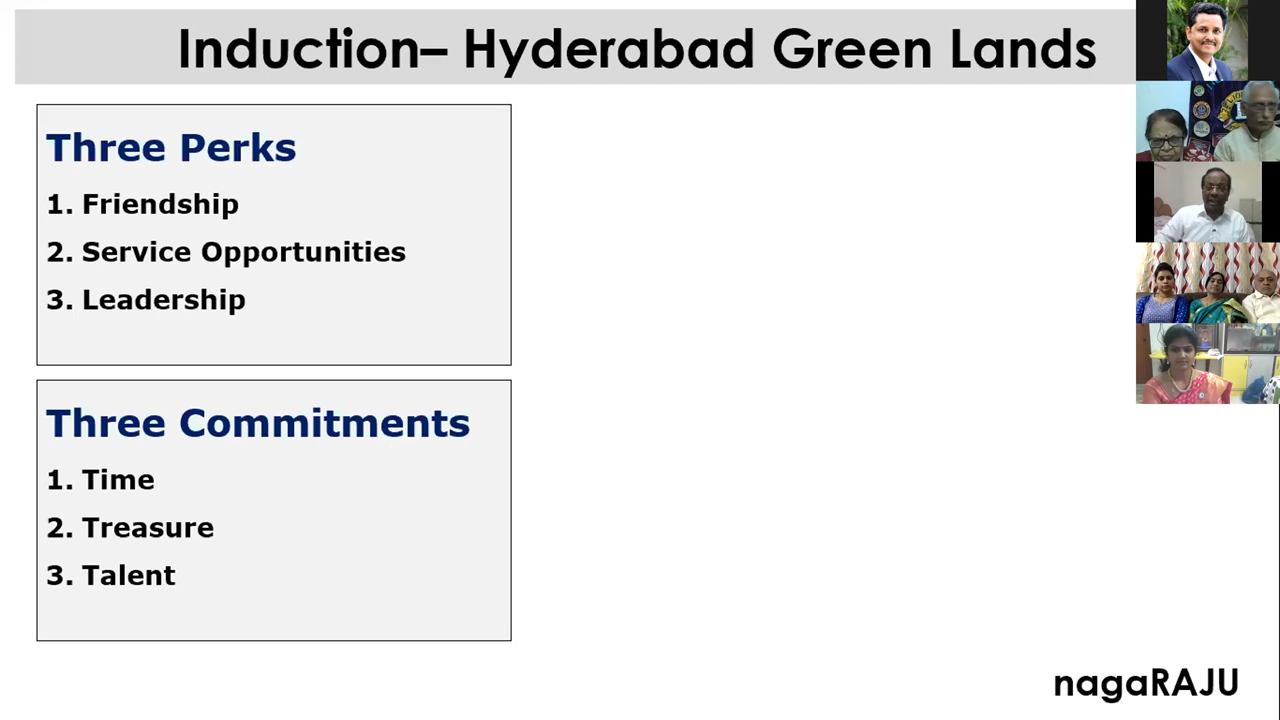 Induction– Hyderabad Green Lands
Three Perks
1. Friendship
2. Service Opportunities
3. Leadership
Three Commitments
1. Time
2. Treasure
3. Talent
nagaRAJU